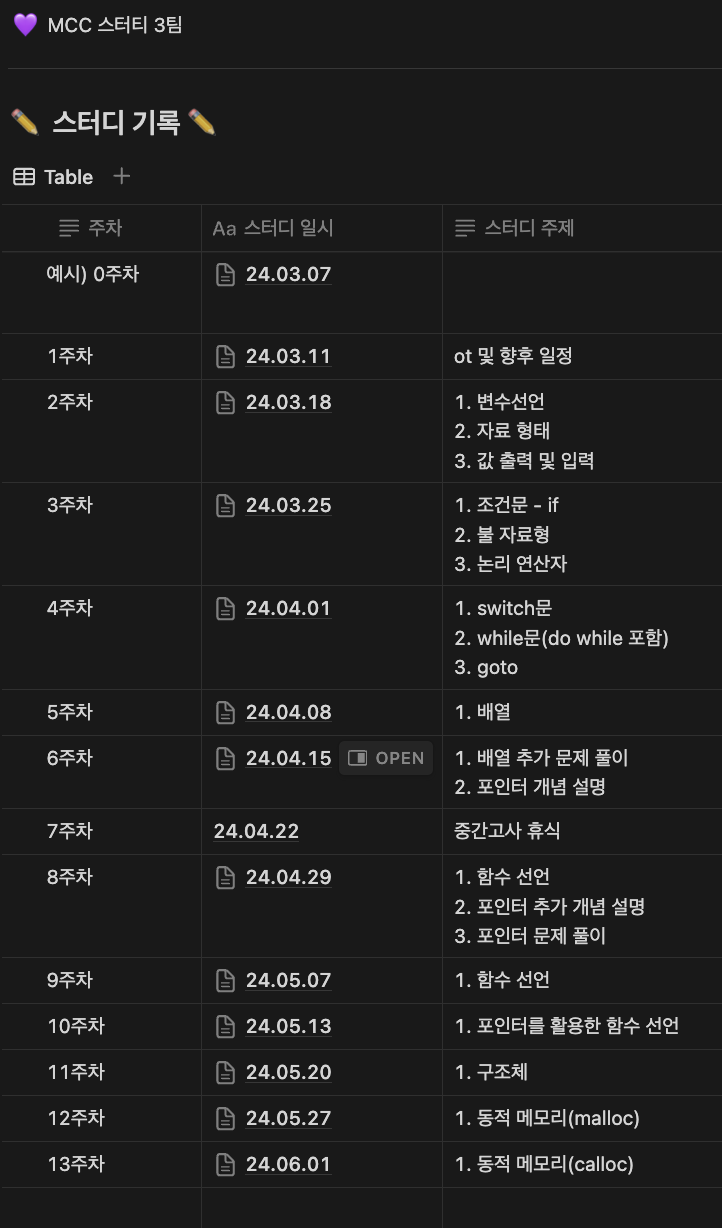 💜 MCC 스터티 3팀
✏️ 스터디 기록 ✏️
Table +
주차 Aa 스터디 일시 스터디 주제
예시) 0주차 24.03.07
1주차 24.03.11 ot 및 향후 일정
2주차 24.03.18 1. 변수선언
2. 자료 형태
3. 값 출력 및 입력
3주차 24.03.25 1. 조건문 - if
2. 불 자료형
3. 논리 연산자
4주차 24.04.01 1. switch문
2. while문(do while 포함)
3. goto
5주차 24.04.08 1. 배열
6주차 24.04.15 OPEN 1. 배열 추가 문제 풀이
2. 포인터 개념 설명
7주차 24.04.22 중간고사 휴식
8주차 24.04.29 1. 함수 선언
2. 포인터 추가 개념 설명
3. 포인터 문제 풀이
9주차 24.05.07 1. 함수 선언
10주차 24.05.13 1. 포인터를 활용한 함수 선언
11주차 24.05.20 1. 구조체
12주차 24.05.27 1. 동적 메모리(malloc)
13주차 24.06.01 1. 동적 메모리(calloc)